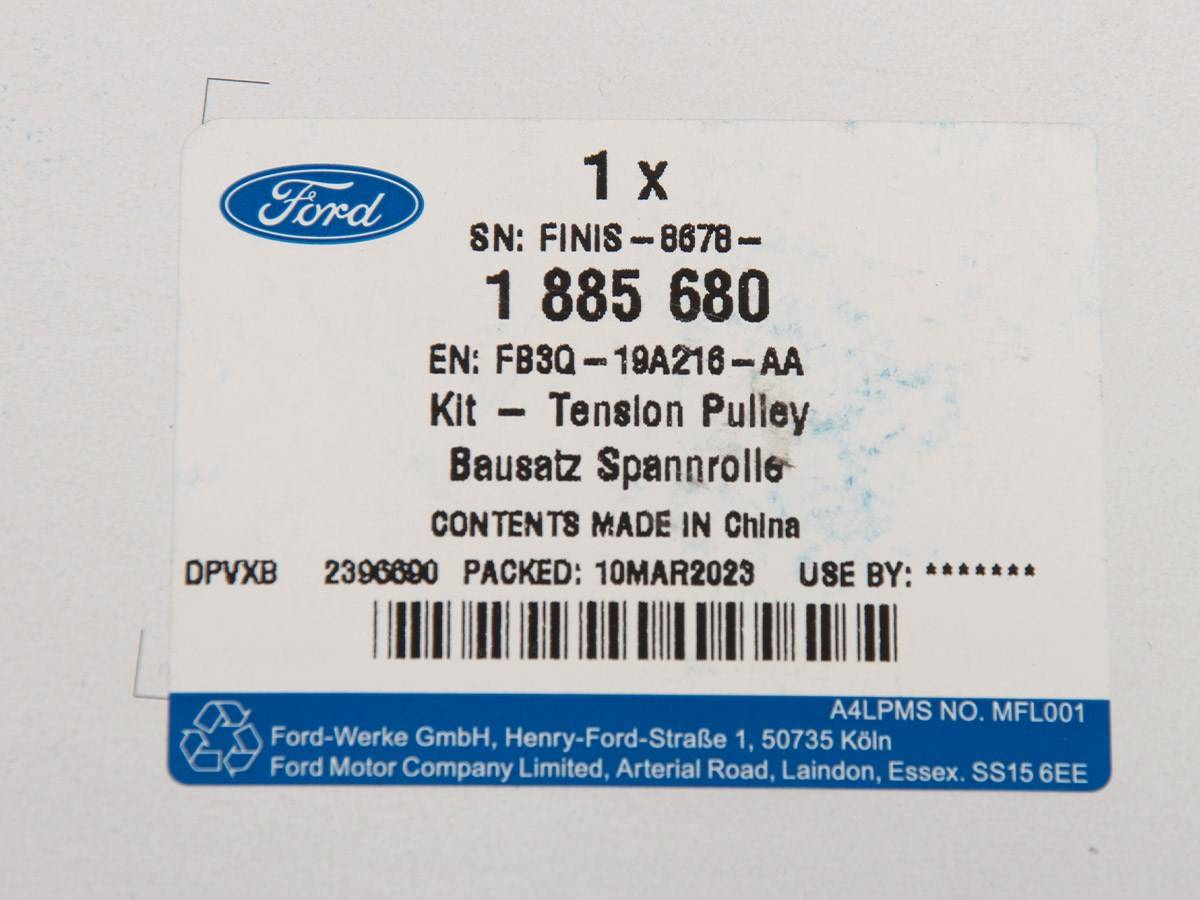 Ford
1 x
SN: FINIS-8678-
1 885 680
EN: FB3Q-19A216-AA
Kit - Tension Pulley
Bausatz Spannrolle
CONTENTS MADE IN China
DPVXB 2396690 PACKED: 10MAR2023 USE BY: *******
A4LPMS NO. MFL001
Ford-Werke GmbH, Henry-Ford-Straße 1, 50735 Köln
Ford Motor Company Limited, Arterial Road, Laindon, Essex. SS15 6EE